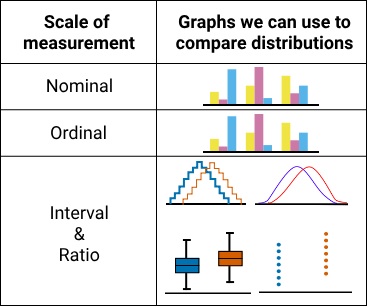 Scale of
measurement
Graphs we can use to
compare distributions
Nominal
Ordinal
Interval
&
Ratio